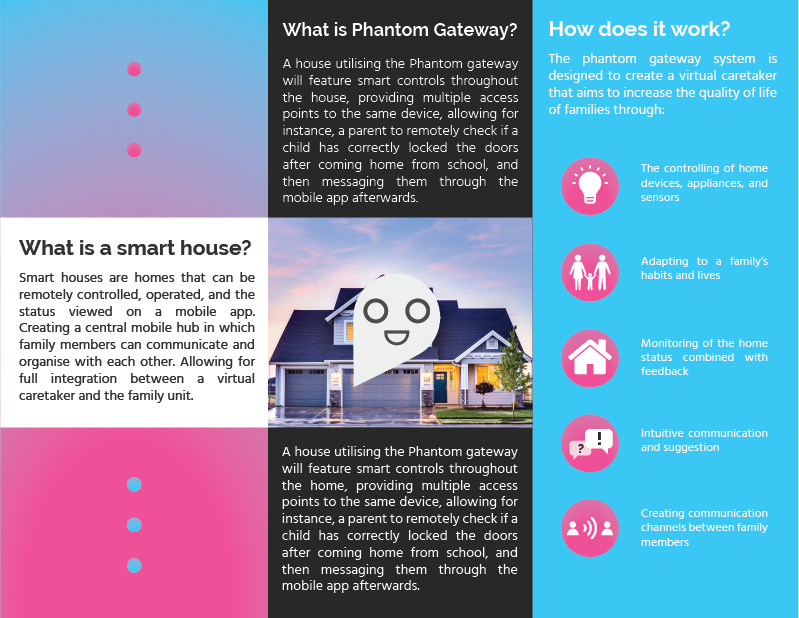 What is a smart house?
Smart houses are homes that can be
remotely controlled, operated, and the
status viewed on a mobile app.
Creating a central mobile hub in which
family members can communicate and
organise with each other. Allowing for
full integration between a virtual
caretaker and the family unit.
What is Phantom Gateway?
A house utilising the Phantom gateway
will feature smart controls throughout
the house, providing multiple access
points to the same device, allowing for
instance, a parent to remotely check if a
child has correctly locked the doors
after coming home from school, and
then messaging them through the
mobile app afterwards.
A house utilising the Phantom gateway
will feature smart controls throughout
the home, providing multiple access
points to the same device, allowing for
instance, a parent to remotely check if a
child has correctly locked the doors
after coming home from school, and
then messaging them through the
mobile app afterwards.
How does it work?
The phantom gateway system is
designed to create a virtual caretaker
that aims to increase the quality of life
of families through:
The controlling of home
devices, appliances, and
sensors
Adapting to a family's
habits and lives
Monitoring of the home
status combined with
feedback
? !
Intuitive communication
and suggestion
Creating communication
channels between family
members